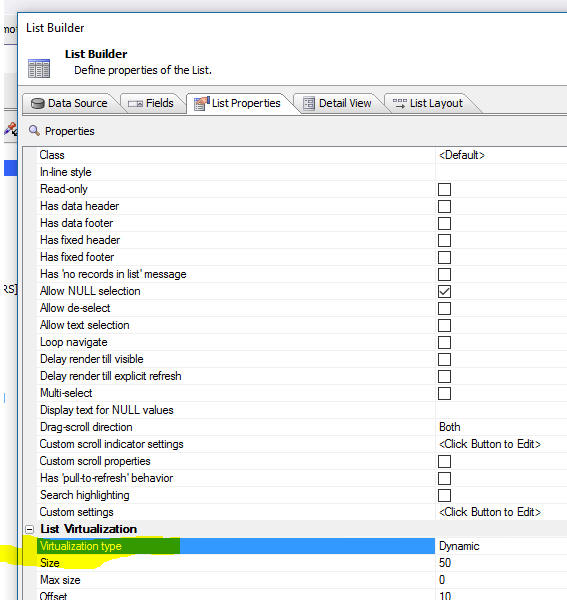 List Builder
mot
List Builder
Define properties of the List.
Data Source Fields List Properties Detail View List Layout
Properties
Class <Default>
In-line style
Read-only
Has data header
Has data footer
Has fixed header
Has fixed footer
Has 'no records in list' message
RS]
Allow NULL selection
Allow de-select
Allow text selection
Loop navigate
Delay render till visible
Delay render till explicit refresh
Multi-select
Display text for NULL values
Drag-scroll direction Both
Custom scroll indicator settings <Click Button to Edit>
Custom scroll properties
Has 'pull-to-refresh' behavior
Search highlighting
Custom settings <Click Button to Edit>
List Virtualization
Virtualization type Dynamic
Size 50
Max size 0
Offset 10